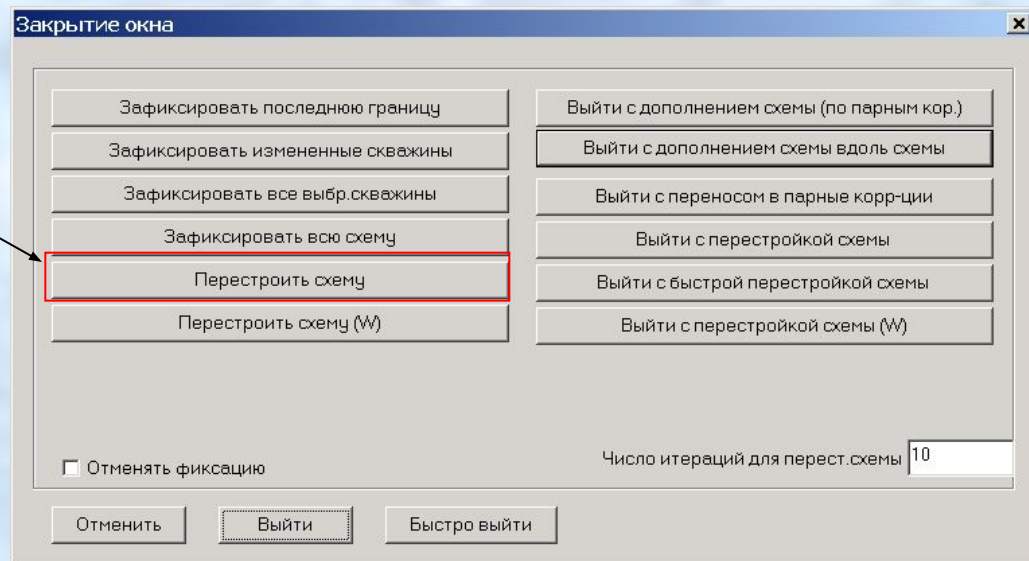 Закрытие окна
Зафиксировать последнюю границу
Зафиксировать измененные скважины
Зафиксировать все выбр.скважины
Зафиксировать всю схему
Перестроить схему
Перестроить схему (W)
Выйти с дополнением схемы (по парным кор.)
Выйти с дополнением схемы вдоль схемы
Выйти с переносом в парные корр-ции
Выйти с перестройкой схемы
Выйти с быстрой перестройкой схемы
Выйти с перестройкой схемы (W)
Отменять фиксацию
Число итераций для перест.схемы 10
Отменить
Выйти
Быстро выйти